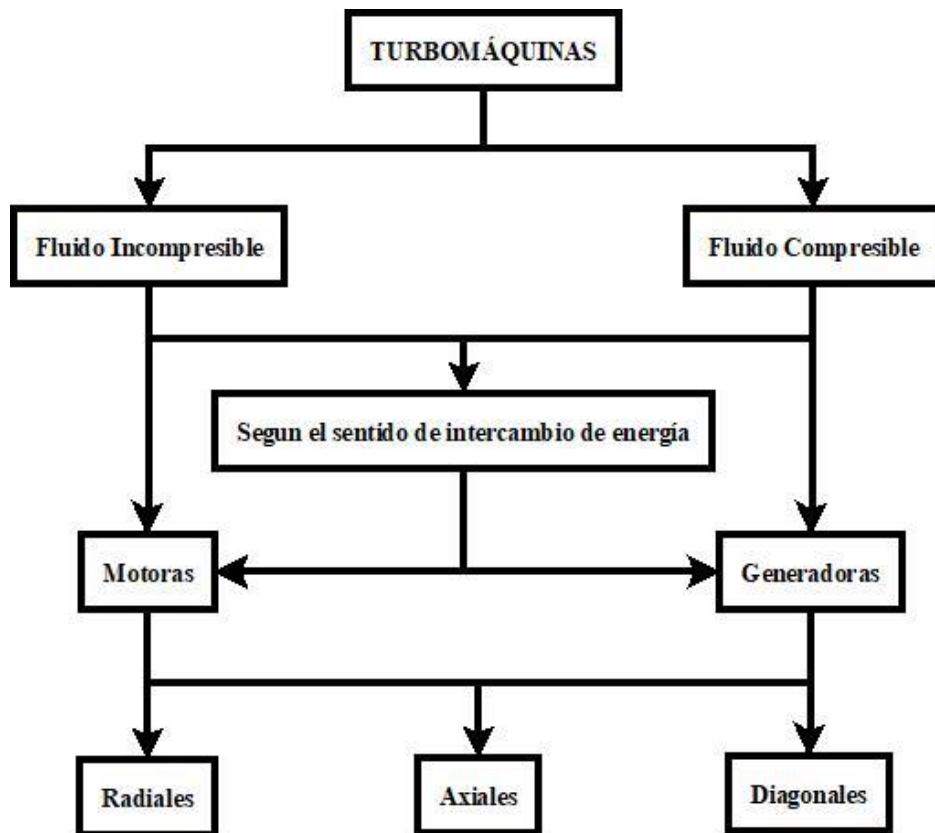 TURBOMÁQUINAS
Fluido Incompresible
Fluido Compresible
Segun el sentido de intercambio de energía
Motoras
Generadoras
Radiales
Axiales
Diagonales